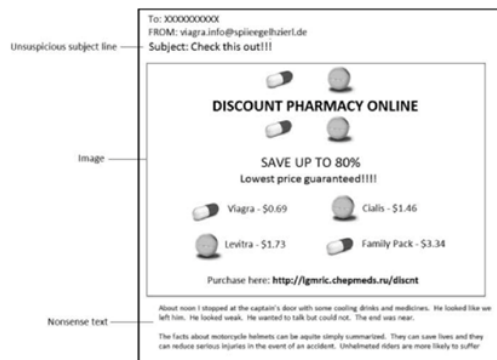 To: XXXXXXXXXX
FROM: viagra.info@spiieegelhzierl.de
Unsuspicious subject line
Subject: Check this out!!!
DISCOUNT PHARMACY ONLINE
Image
SAVE UP TO 80%
Lowest price guaranteed!!!!
Viagra - $0.69
Cialis - $1.46
Levitra - $1.73
Family Pack - $3.34
Purchase here: http://lgmric.chepmeds.ru/discnt
Nonsense text
About noon I stopped at the captain's door with some cooling drinks and medicines. He looked like we
left him. He looked weak. He wanted to talk but could not. The end was near.
The facts about motorcycle helmets can be aquite simply summarized. They can save lives and they
can reduce serious injuries in the event of an accident. Unhelmeted riders are more likely to suffer